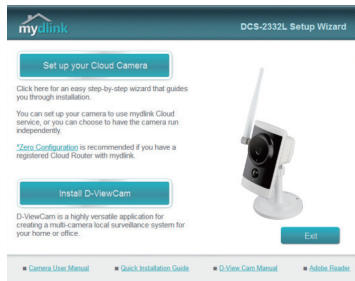 mydlink
DCS-2332L Setup Wizard
Set up your Cloud Camera
Click here for an easy step-by-step wizard that guides
you through installation.
You can set up your camera to use mydlink Cloud
service, or you can choose to have the camera run
independently.
*Zero Configuration is recommended if you have a
registered Cloud Router with mydlink.
Install D-ViewCam
D-ViewCam is a highly versatile application for
creating a multi-camera local surveillance system for
your home or office.
Exit
■ Camera User Manual
■ Quick Installation Guide
■ D-View Cam Manual
■ Adobe Reader